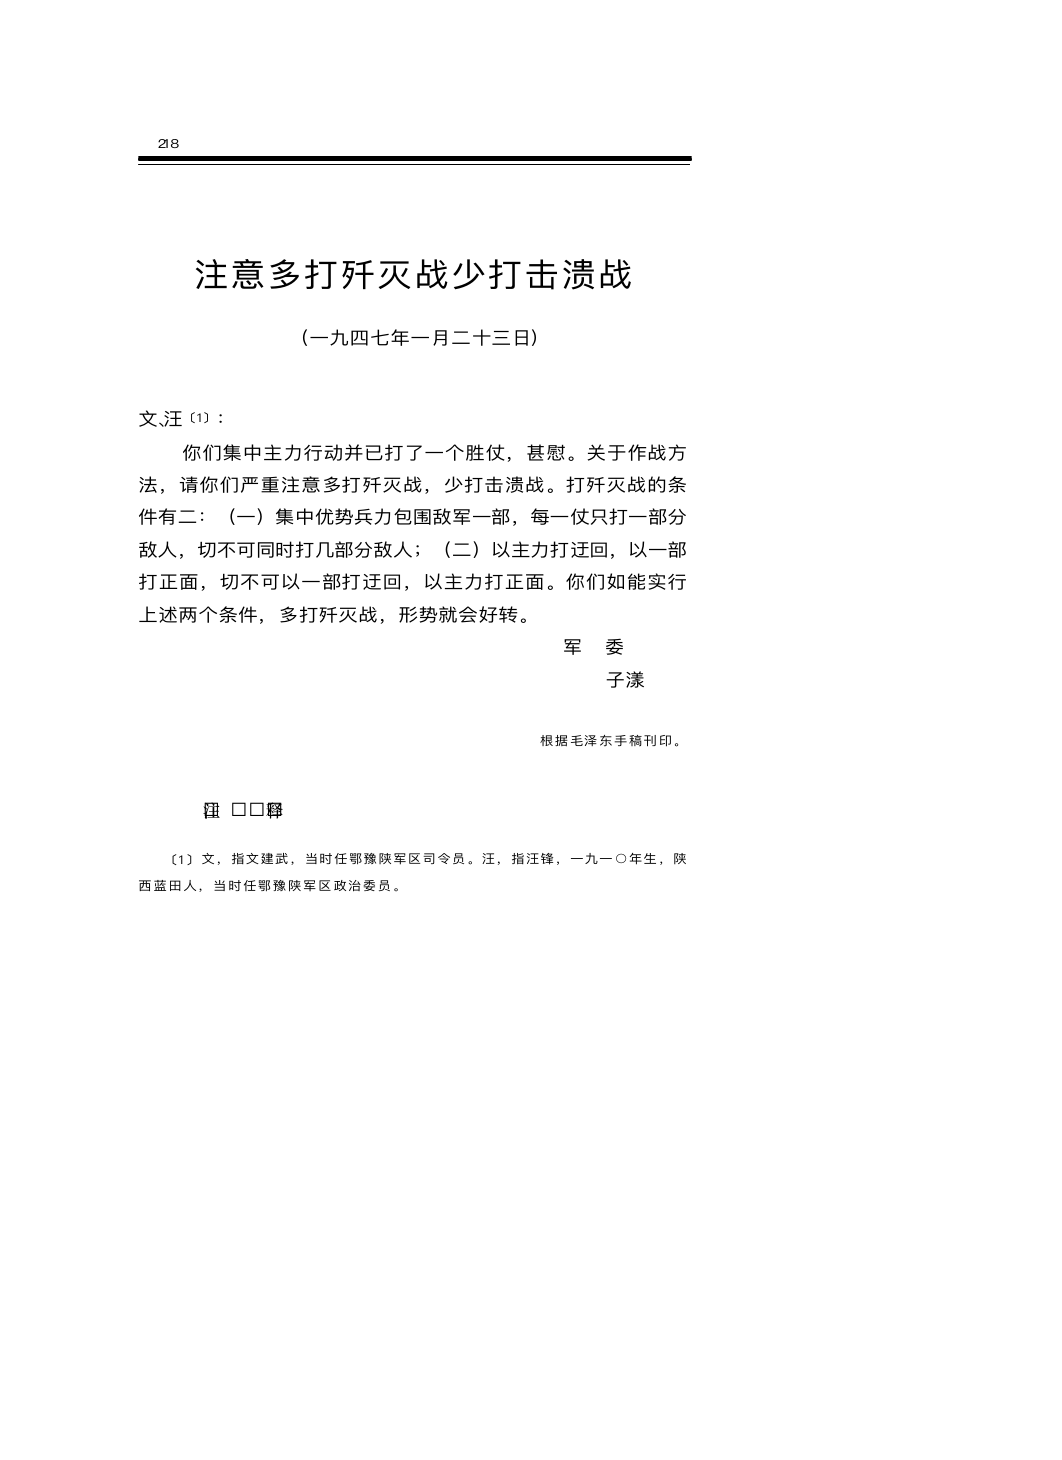 218
注意多打歼灭战少打击溃战
（一九四七年一月二十三日）
文、汪〔1〕：
你们集中主力行动并已打了一个胜仗，甚慰。关于作战方
法，请你们严重注意多打歼灭战，少打击溃战。打歼灭战的条
件有二：（一）集中优势兵力包围敌军一部，每一仗只打一部分
敌人，切不可同时打几部分敌人；（二）以主力打迂回，以一部
打正面，切不可以一部打迂回，以主力打正面。你们如能实行
上述两个条件，多打歼灭战，形势就会好转。
军　委
子漾
根据毛泽东手稿刊印。
注 □□释
〔1〕文，指文建武，当时任鄂豫陕军区司令员。汪，指汪锋，一九一〇年生，陕
西蓝田人，当时任鄂豫陕军区政治委员。